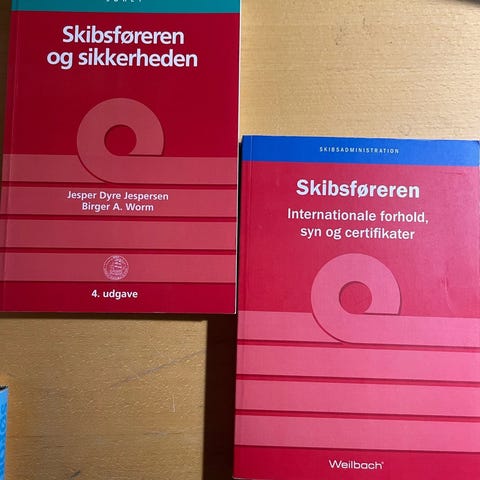 Skibsføreren
og sikkerheden
Jesper Dyre Jespersen
Birger A. Worm
4. udgave
SKIBSADMINISTRATION
Skibsføreren
Internationale forhold,
syn og certifikater
Weilbach®